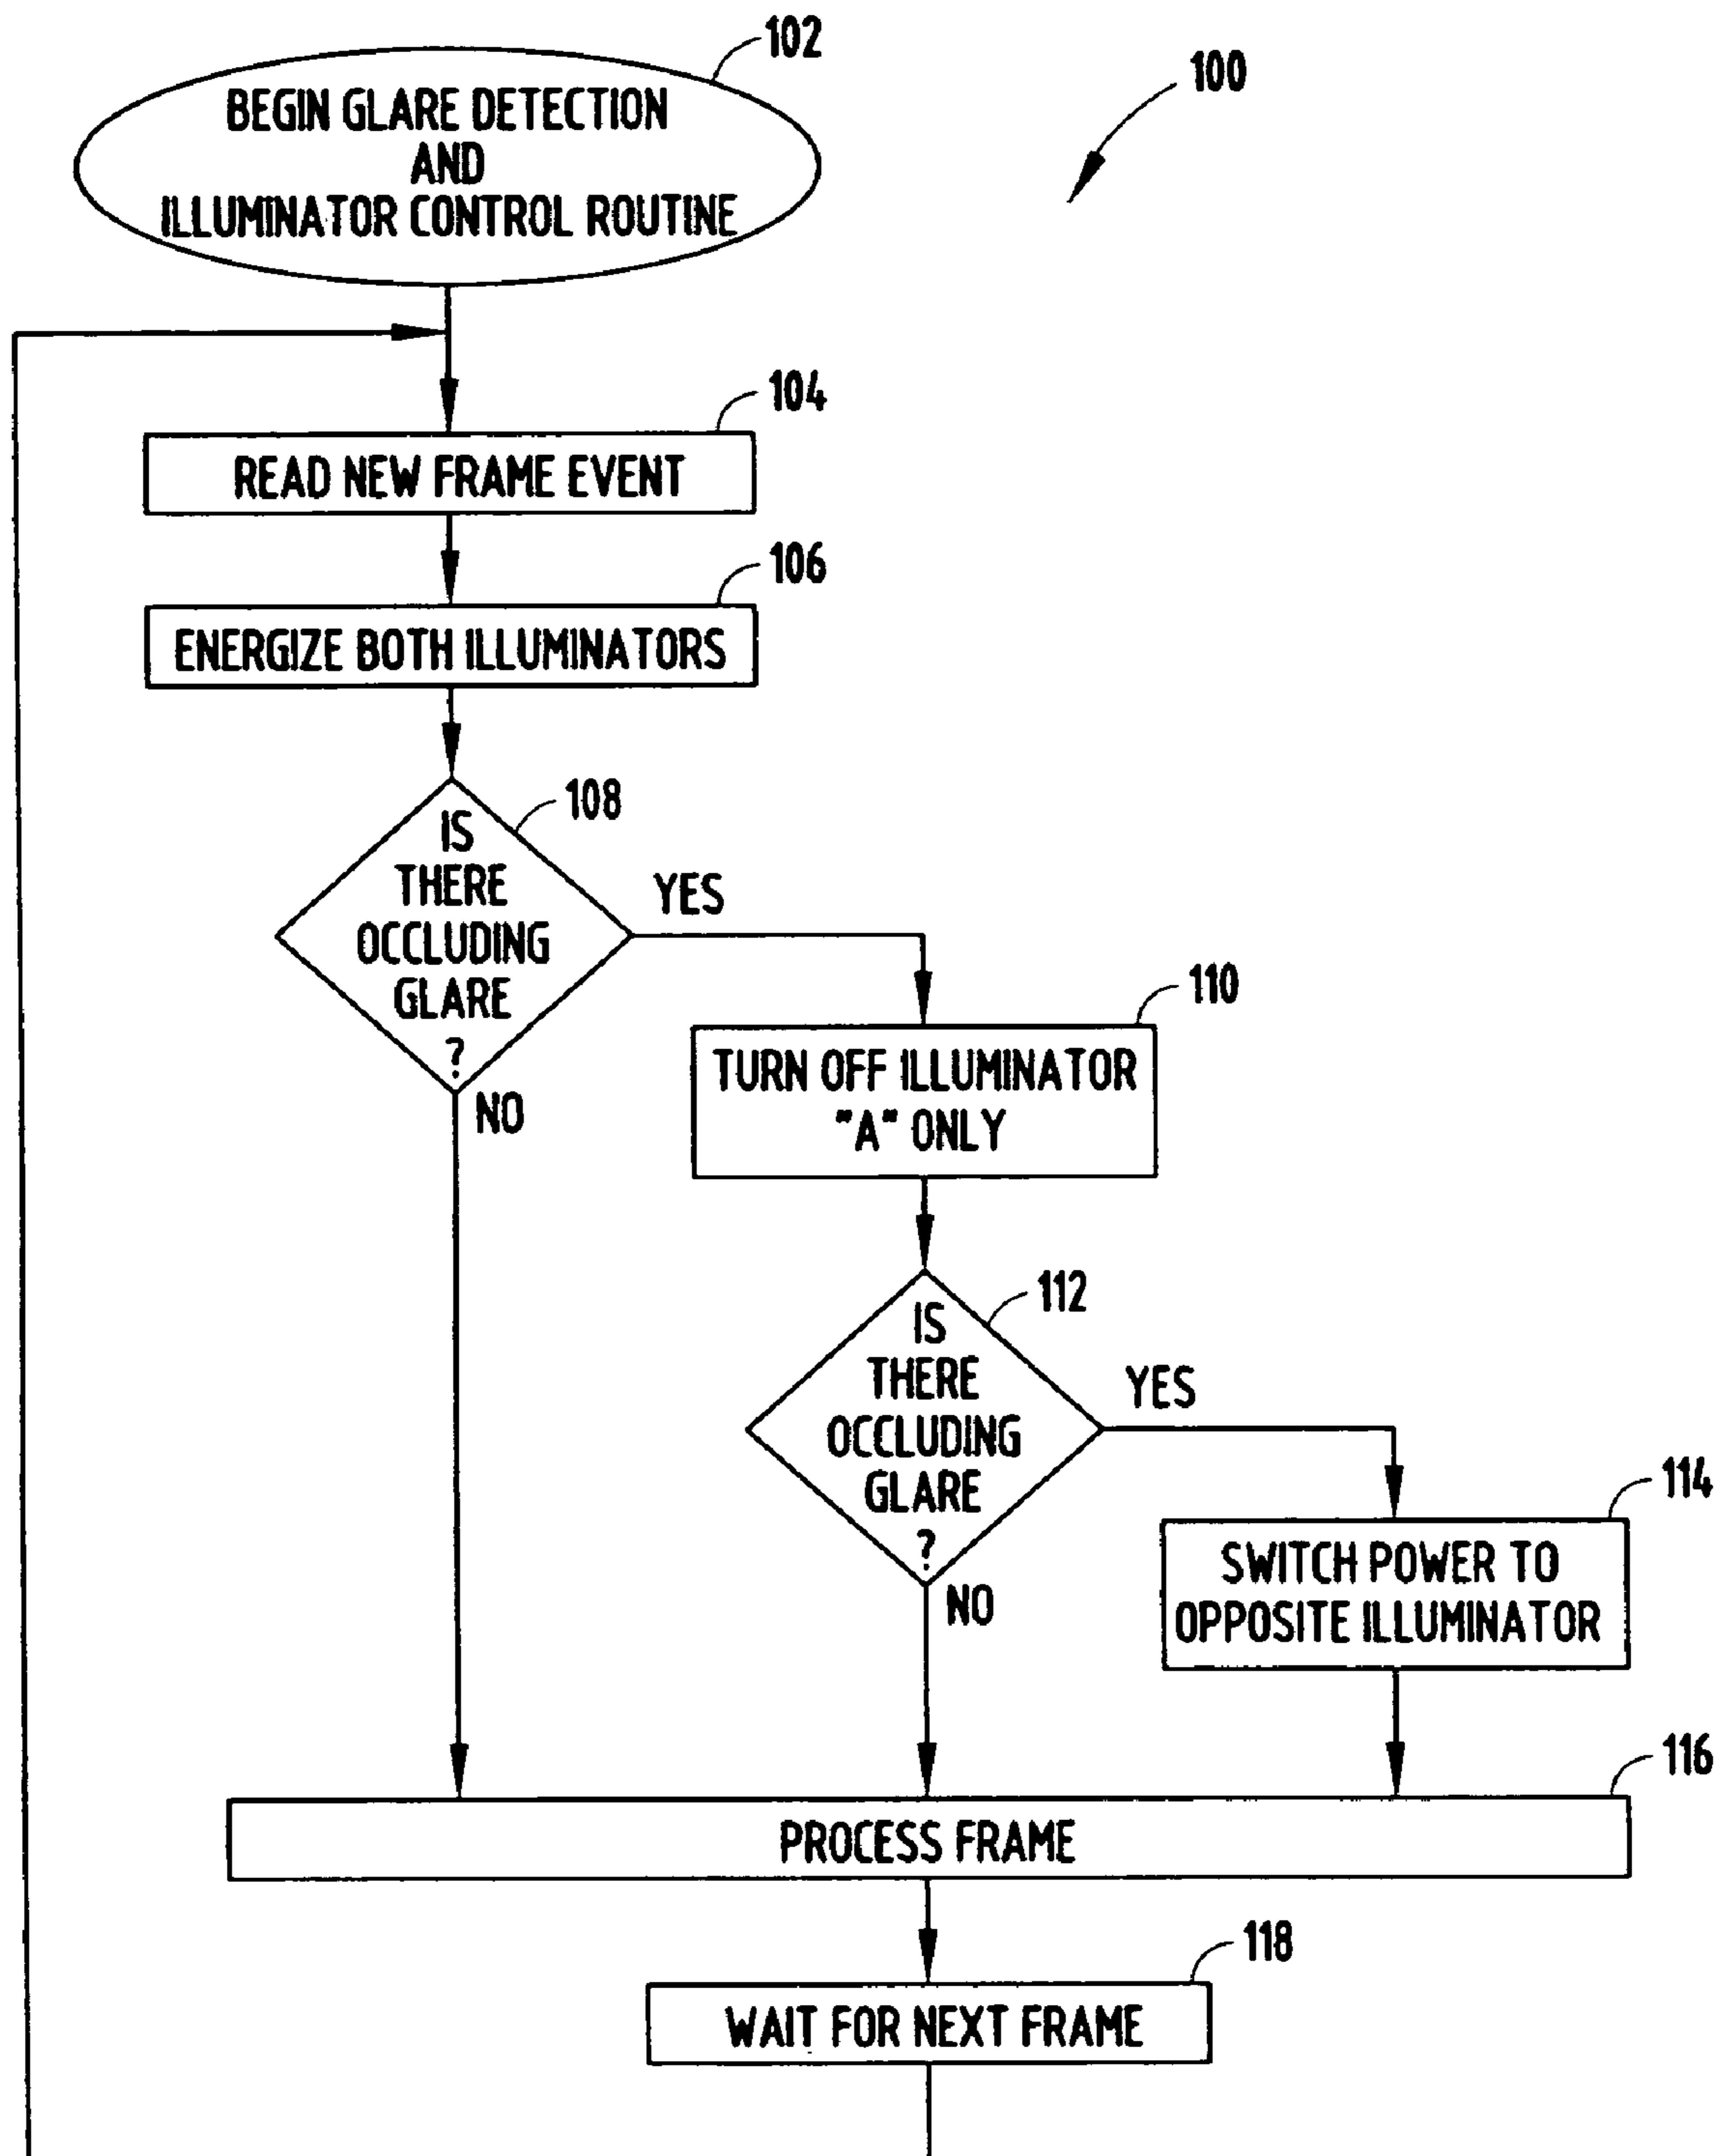 102
100
BEGIN GLARE DETECTION
AND
ILLUMINATOR CONTROL ROUTINE
104
READ NEW FRAME EVENT
106
ENERGIZE BOTH ILLUMINATORS
108
IS
THERE
OCCLUDING
GLARE
?
YES
NO
110
TURN OFF ILLUMINATOR
"A" ONLY
112
IS
THERE
OCCLUDING
GLARE
?
YES
NO
114
SWITCH POWER TO
OPPOSITE ILLUMINATOR
116
PROCESS FRAME
118
WAIT FOR NEXT FRAME